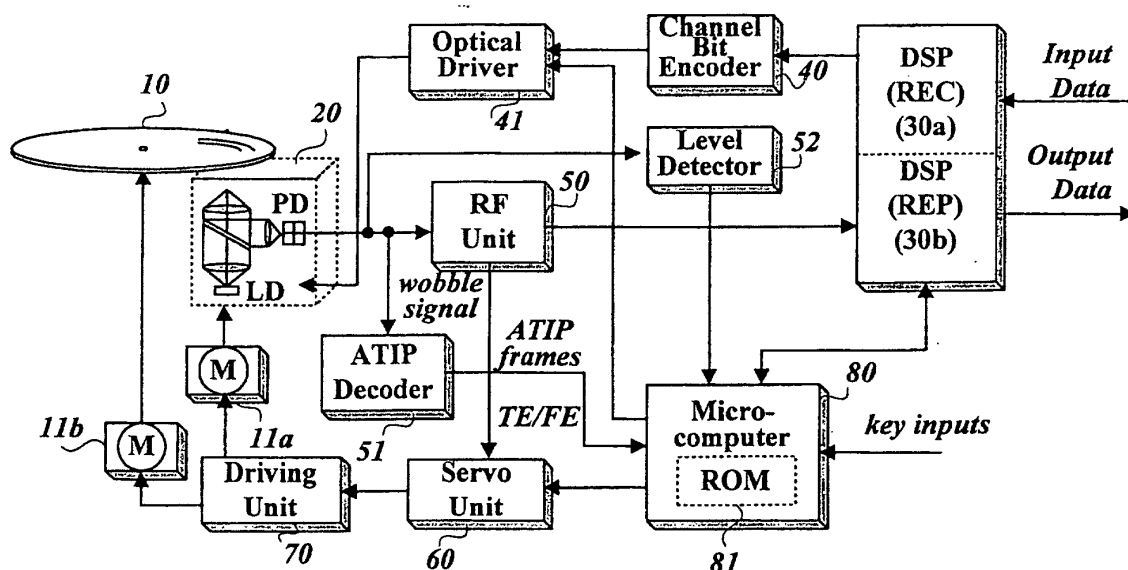 Optical
Driver
41
Channel
Bit
Encoder
40
DSP
(REC)
(30a)
DSP
(REP)
(30b)
Input
Data
Output
Data
10
20
PD
LD
Level
Detector
52
RF
Unit
50
wobble
signal
ATIP
Decoder
51
ATIP
frames
TE/FE
M
11a
M
11b
Driving
Unit
70
Servo
Unit
60
Micro-
computer
ROM
80
81
key inputs